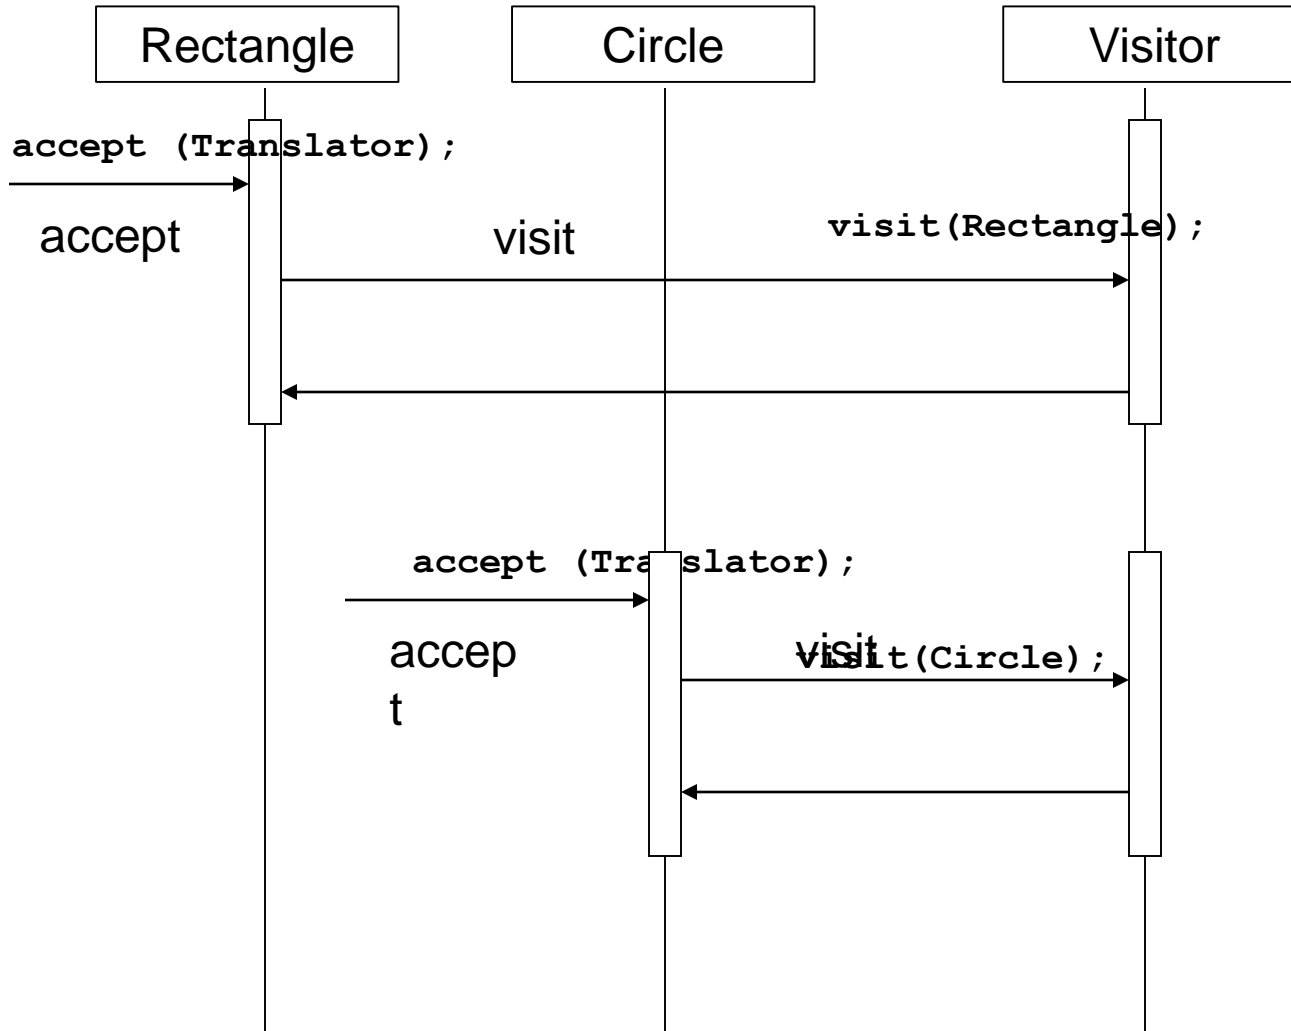 Rectangle
Circle
Visitor
accept (Translator);
accept
visit
visit(Rectangle);
accept (Translator);
accep
t
visit
visit(Circle);